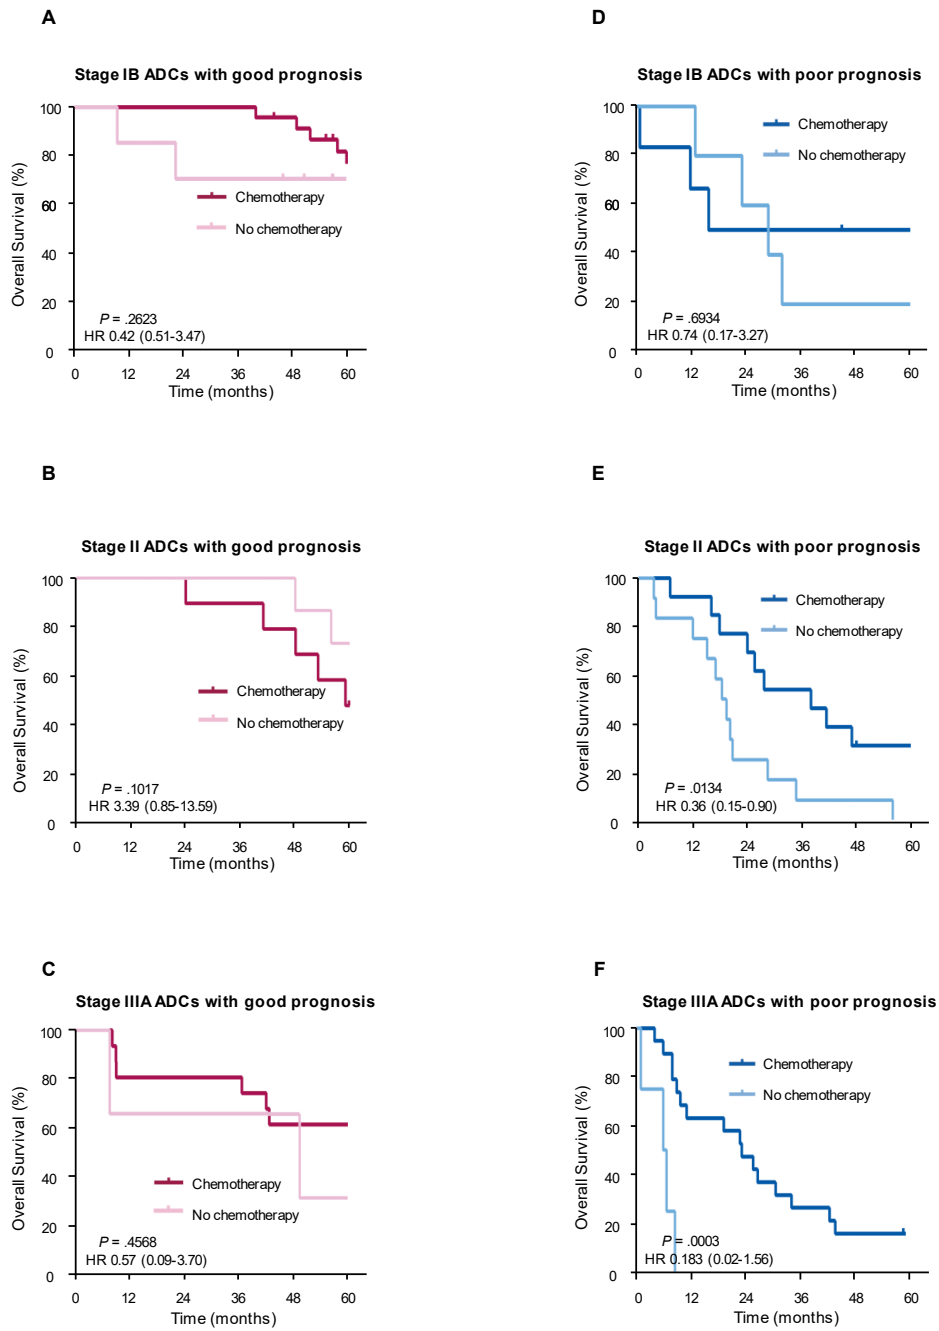 A
Stage IB ADCs with good prognosis
Overall Survival (%)
100
80
60
40
20
0
Chemotherapy
No chemotherapy
P = .2623
HR 0.42 (0.51-3.47)
0 12 24 36 48 60
Time (months)
D
Stage IB ADCs with poor prognosis
Overall Survival (%)
100
80
60
40
20
0
Chemotherapy
No chemotherapy
P = .6934
HR 0.74 (0.17-3.27)
0 12 24 36 48 60
Time (months)
B
Stage II ADCs with good prognosis
Overall Survival (%)
100
80
60
40
20
0
Chemotherapy
No chemotherapy
P = .1017
HR 3.39 (0.85-13.59)
0 12 24 36 48 60
Time (months)
E
Stage II ADCs with poor prognosis
Overall Survival (%)
100
80
60
40
20
0
Chemotherapy
No chemotherapy
P = .0134
HR 0.36 (0.15-0.90)
0 12 24 36 48 60
Time (months)
C
Stage IIIA ADCs with good prognosis
Overall Survival (%)
100
80
60
40
20
0
Chemotherapy
No chemotherapy
P = .4568
HR 0.57 (0.09-3.70)
0 12 24 36 48 60
Time (months)
F
Stage IIIA ADCs with poor prognosis
Overall Survival (%)
100
80
60
40
20
0
Chemotherapy
No chemotherapy
P = .0003
HR 0.183 (0.02-1.56)
0 12 24 36 48 60
Time (months)